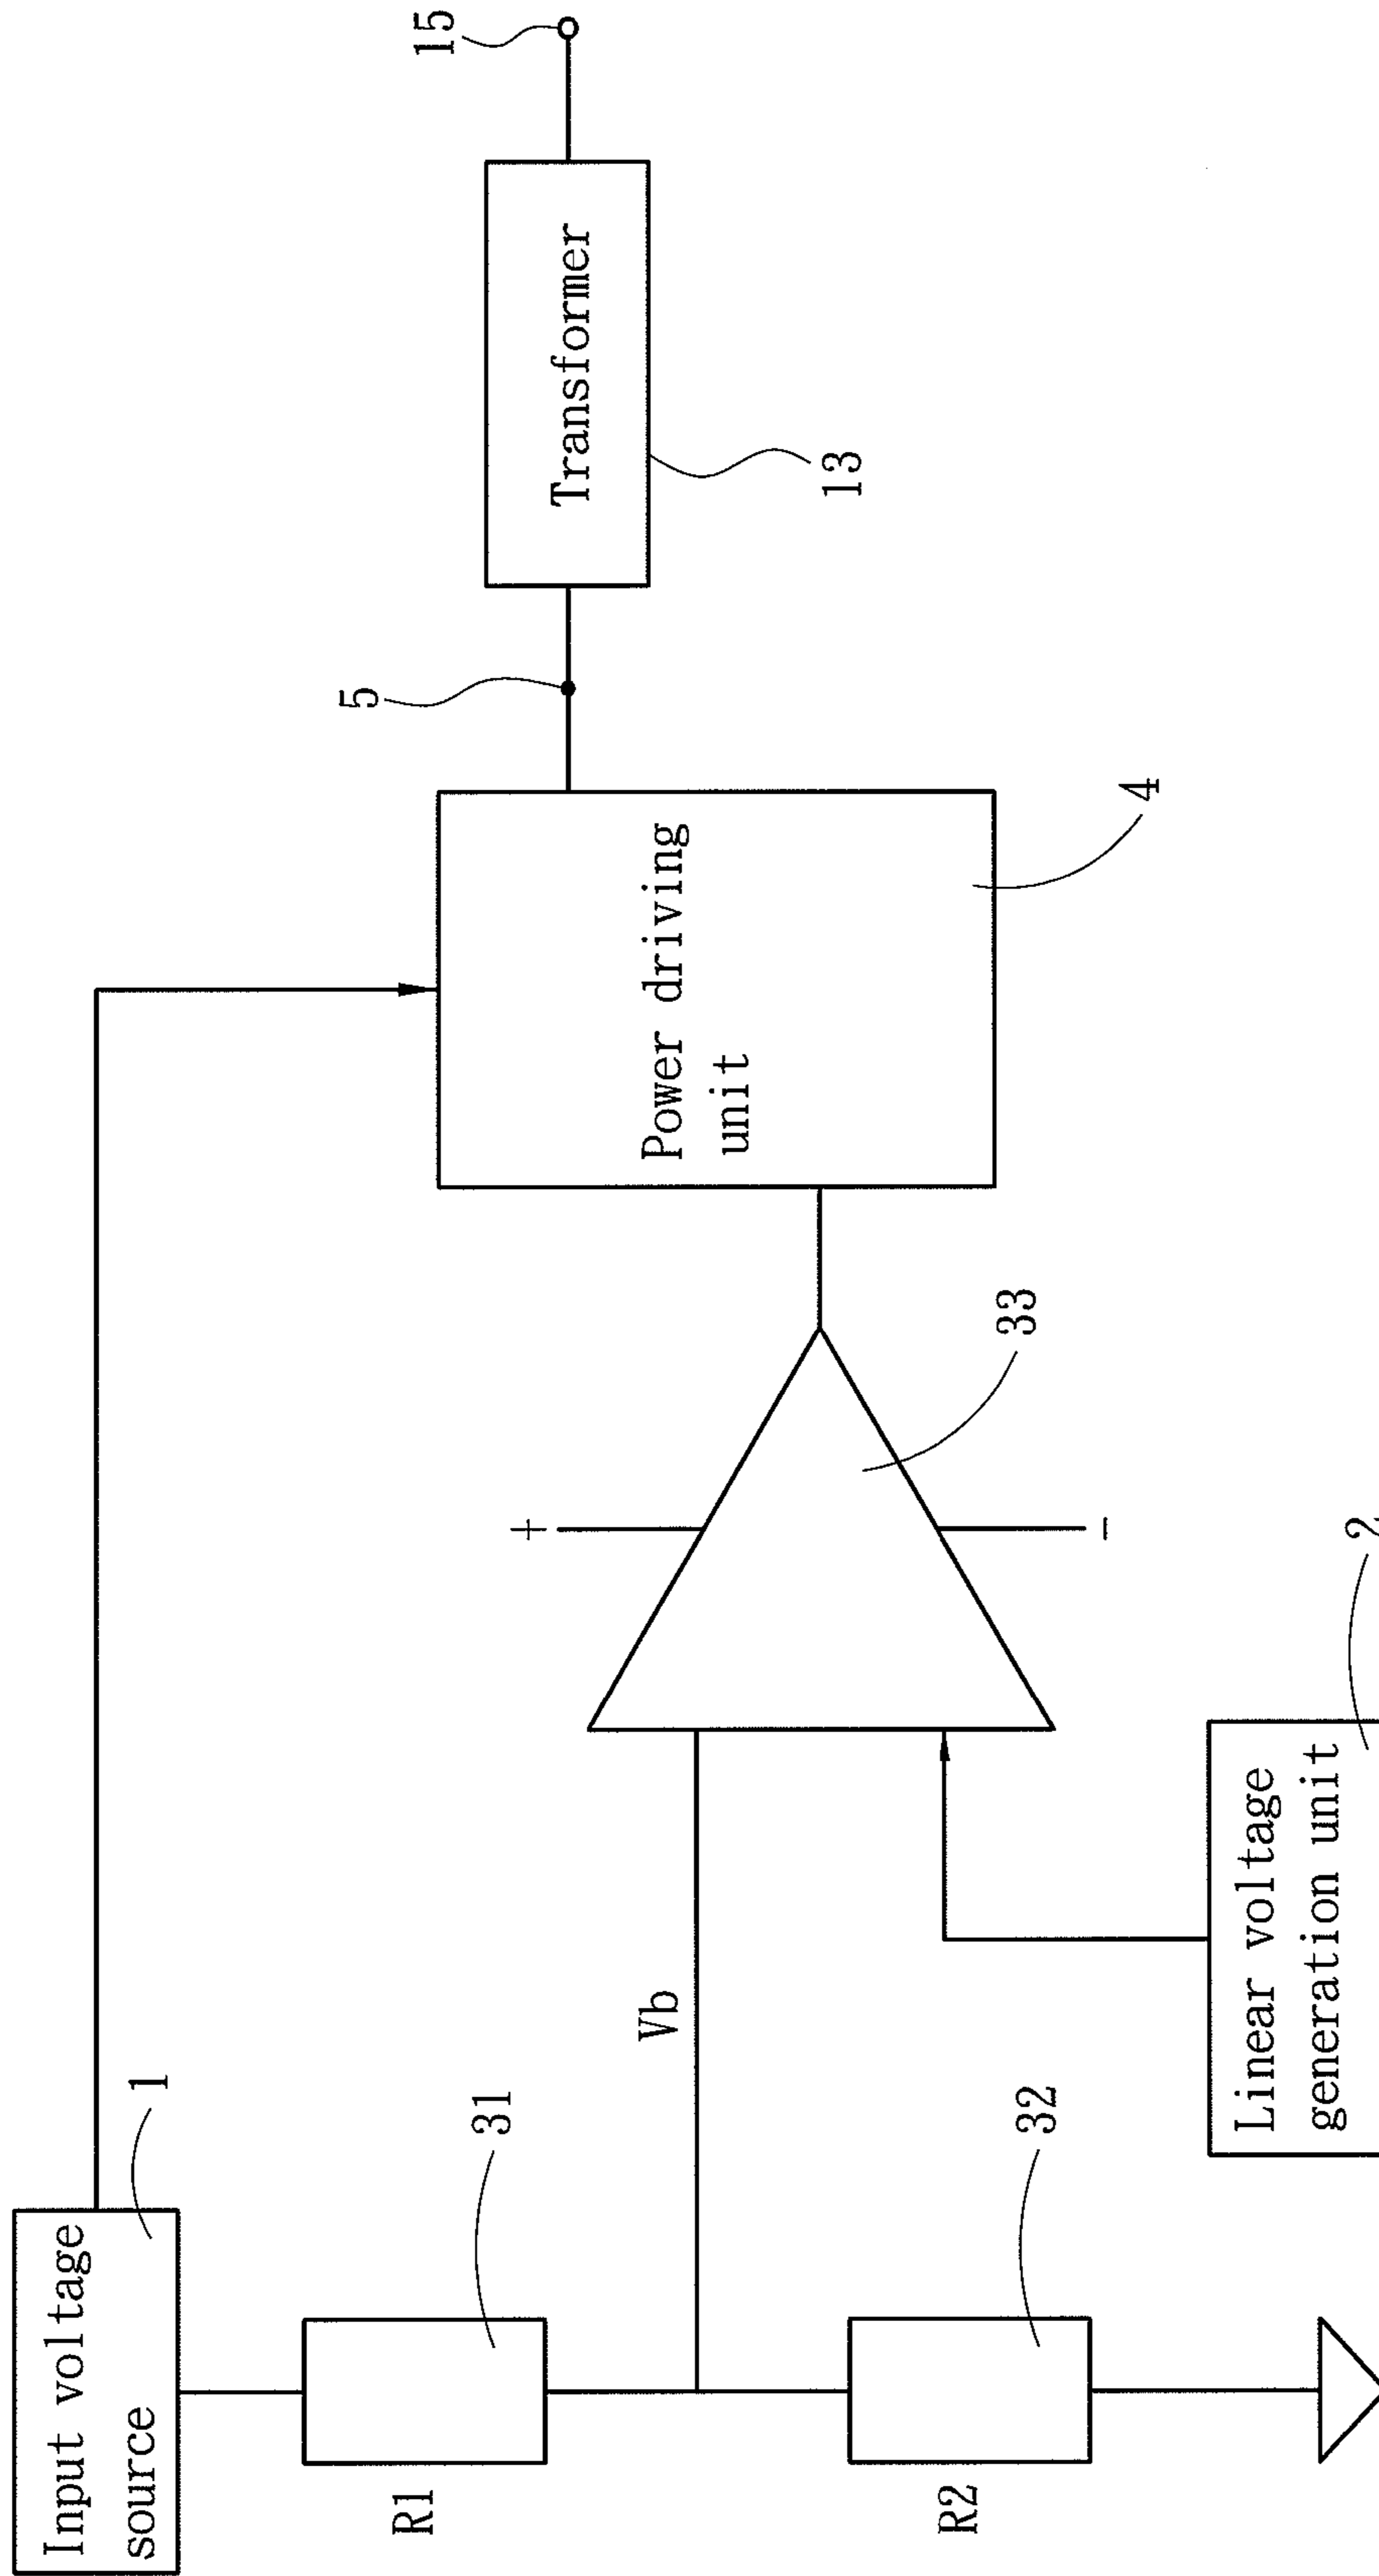 Input voltage
source
1
R1
31
Vb
R2
32
Linear voltage
generation unit
2
+
-
33
Power driving
unit
4
5
Transformer
13
15